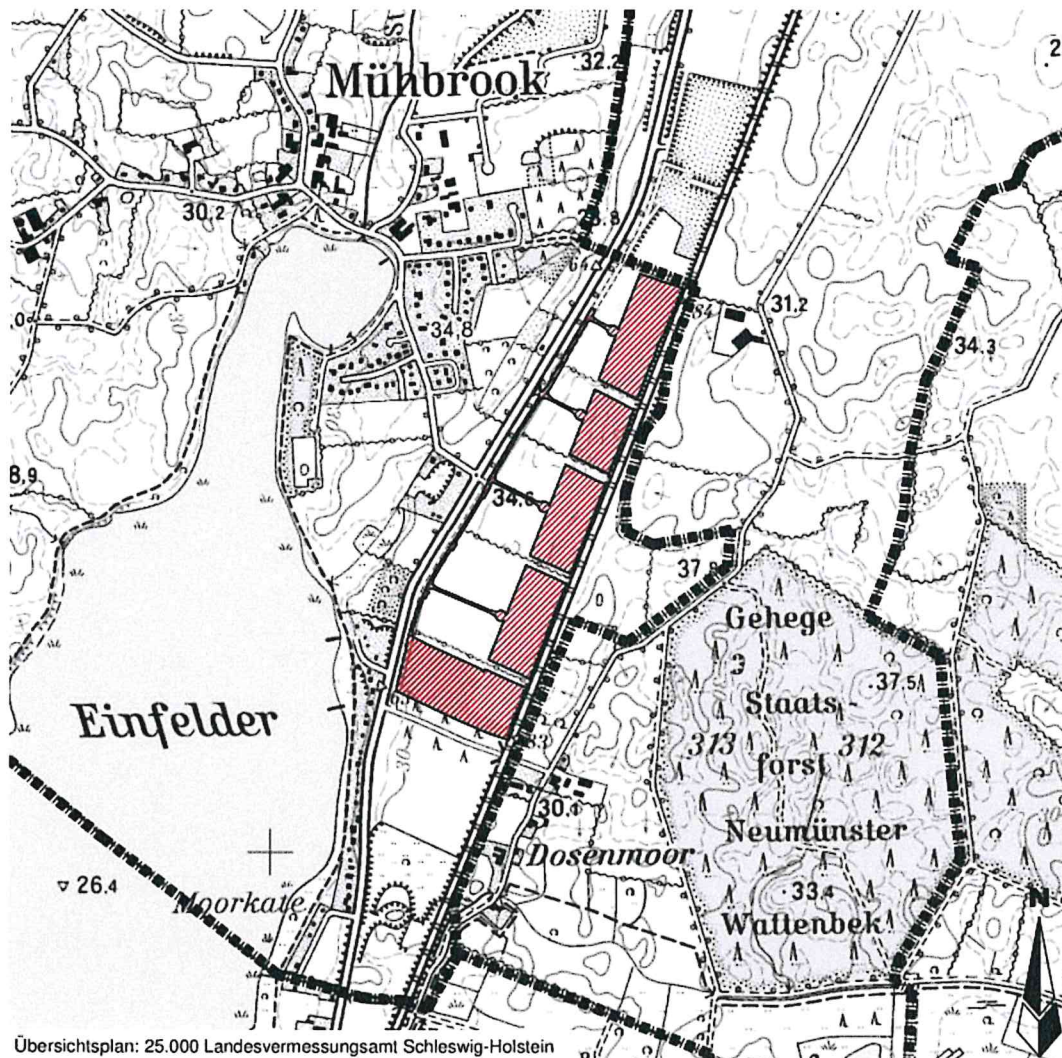 Mühbrook
32.2
30.2
31.2
34.8
34.3
34.6
8,9
37.8
Gehege
37.5
Staats-
313
312
forst
Einfelder
Neumünster
30.1
Dosenmoor
26.4
Moorkate
33.4
Wattenbek
N
Übersichtsplan: 25.000 Landesvermessungsamt Schleswig-Holstein